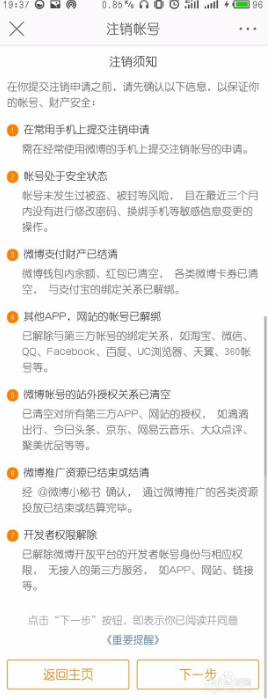 19:37 0.85% 96
注销帐号
注销须知
在你提交注销申请之前，请先确认以下信息，以保证你
的帐号、财产安全：
1 在常用手机上提交注销申请
需在经常使用微博的手机上提交注销帐号的申请。
2 帐号处于安全状态
帐号未发生过被盗、被封等风险， 且在最近三个月
内没有进行修改密码、换绑手机等敏感信息变更的
操作。
3 微博支付财产已结清
微博钱包内余额、红包已清空， 各类微博卡券已清
空， 与支付宝的绑定关系已解绑。
4 其他APP，网站的帐号已解绑
已解除与第三方帐号的绑定关系，如淘宝、微信、
QQ、Facebook、百度、UC浏览器、天翼、360帐
号等。
5 微博帐号的站外授权关系已清空
已清空对所有第三方APP、网站的授权， 如滴滴
出行、今日头条、京东、网易云音乐、大众点评、
聚美优品等等。
6 微博推广资源已结束或结清
经 @微博小秘书 确认， 通过微博推广的各类资源
投放已结束或结算完毕。
7 开发者权限解除
已解除微博开放平台的开发者帐号身份与相应权
限， 无接入的第三方服务， 如APP、网站、链接
等。
点击“下一步”按钮，即表示你已阅读并同意
《重要提醒》
返回主页
下一步